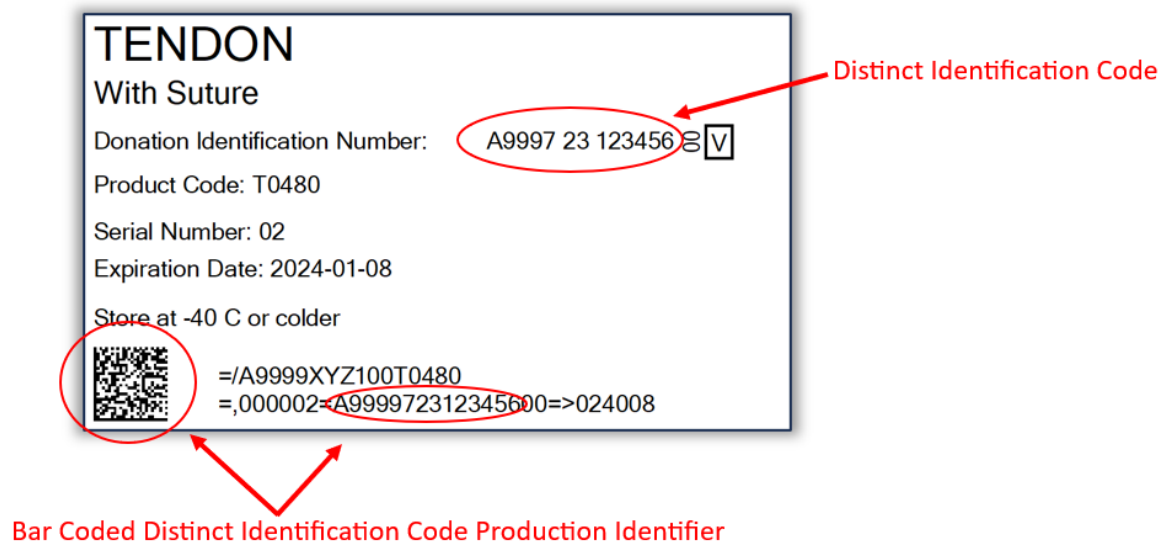 TENDON
With Suture
Distinct Identification Code
Donation Identification Number: A9997 23 123456 00 V
Product Code: T0480
Serial Number: 02
Expiration Date: 2024-01-08
Store at -40 C or colder
=/A9999XYZ100T0480
=,000002=A99972312345600=>024008
Bar Coded Distinct Identification Code Production Identifier